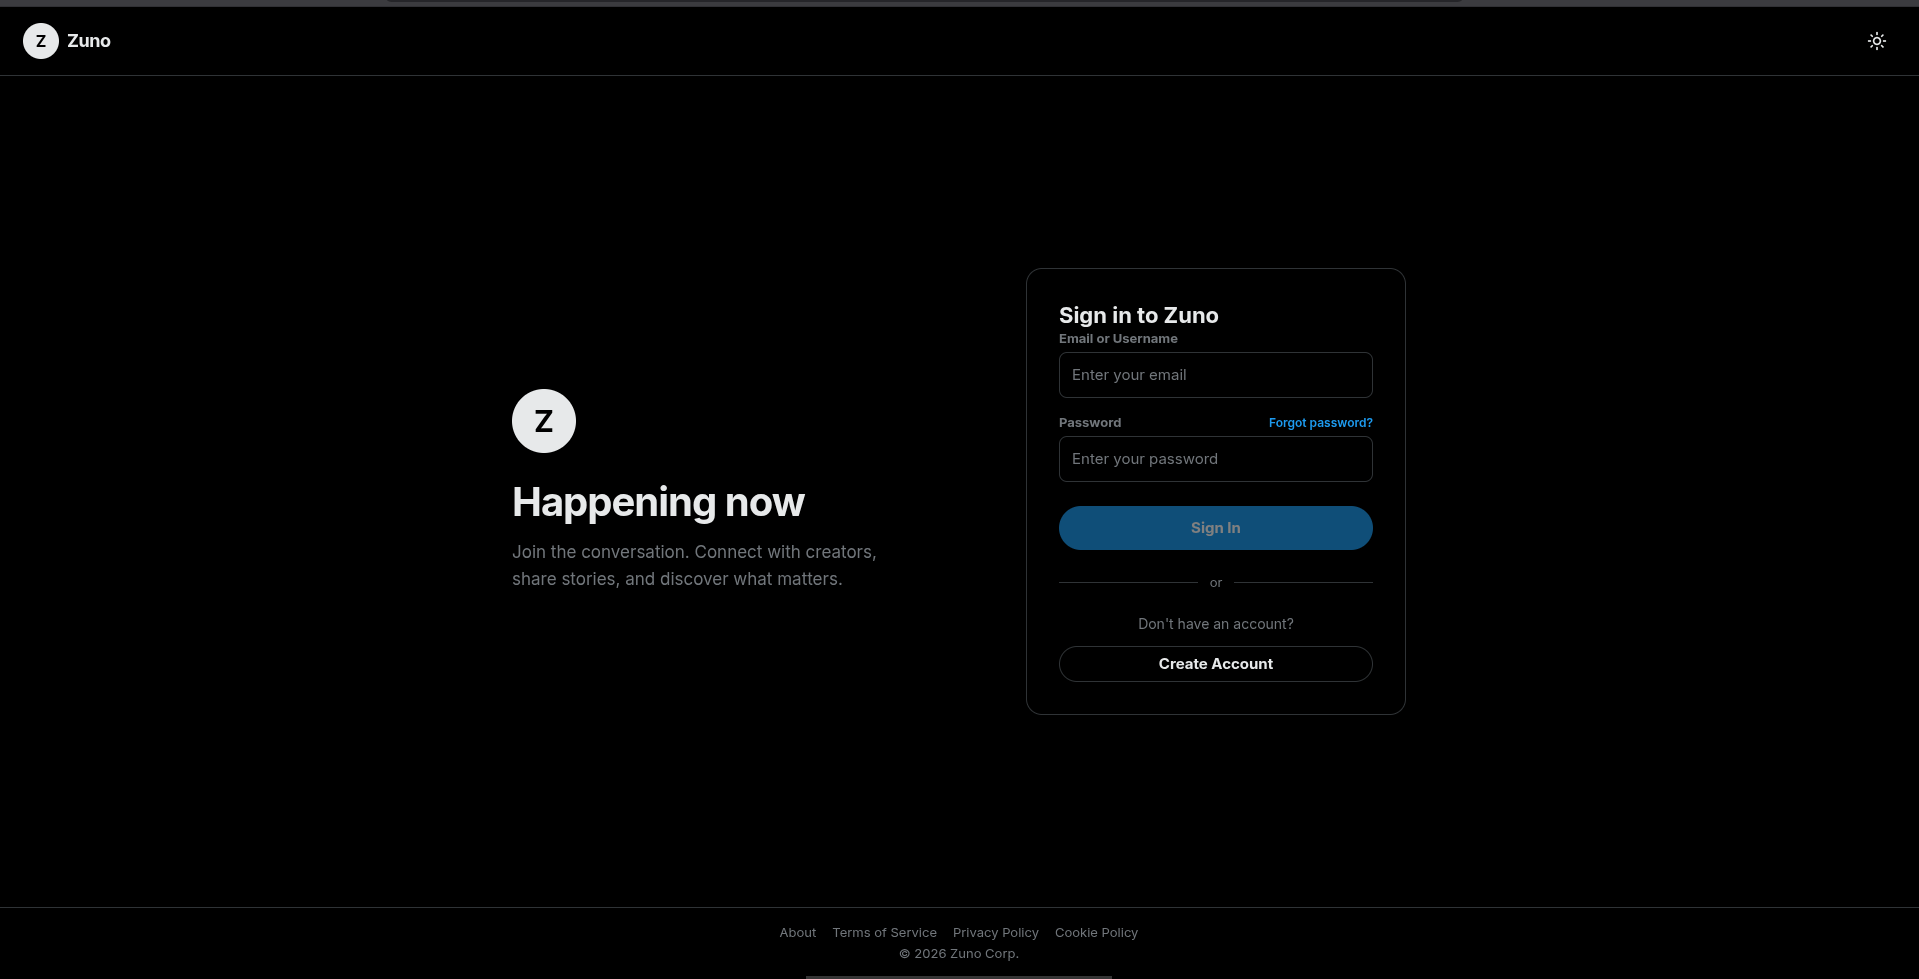 Z Zuno
Z
Happening now
Join the conversation. Connect with creators,
share stories, and discover what matters.
Sign in to Zuno
Email or Username
Enter your email
Password Forgot password?
Enter your password
Sign In
or
Don't have an account?
Create Account
About Terms of Service Privacy Policy Cookie Policy
© 2026 Zuno Corp.